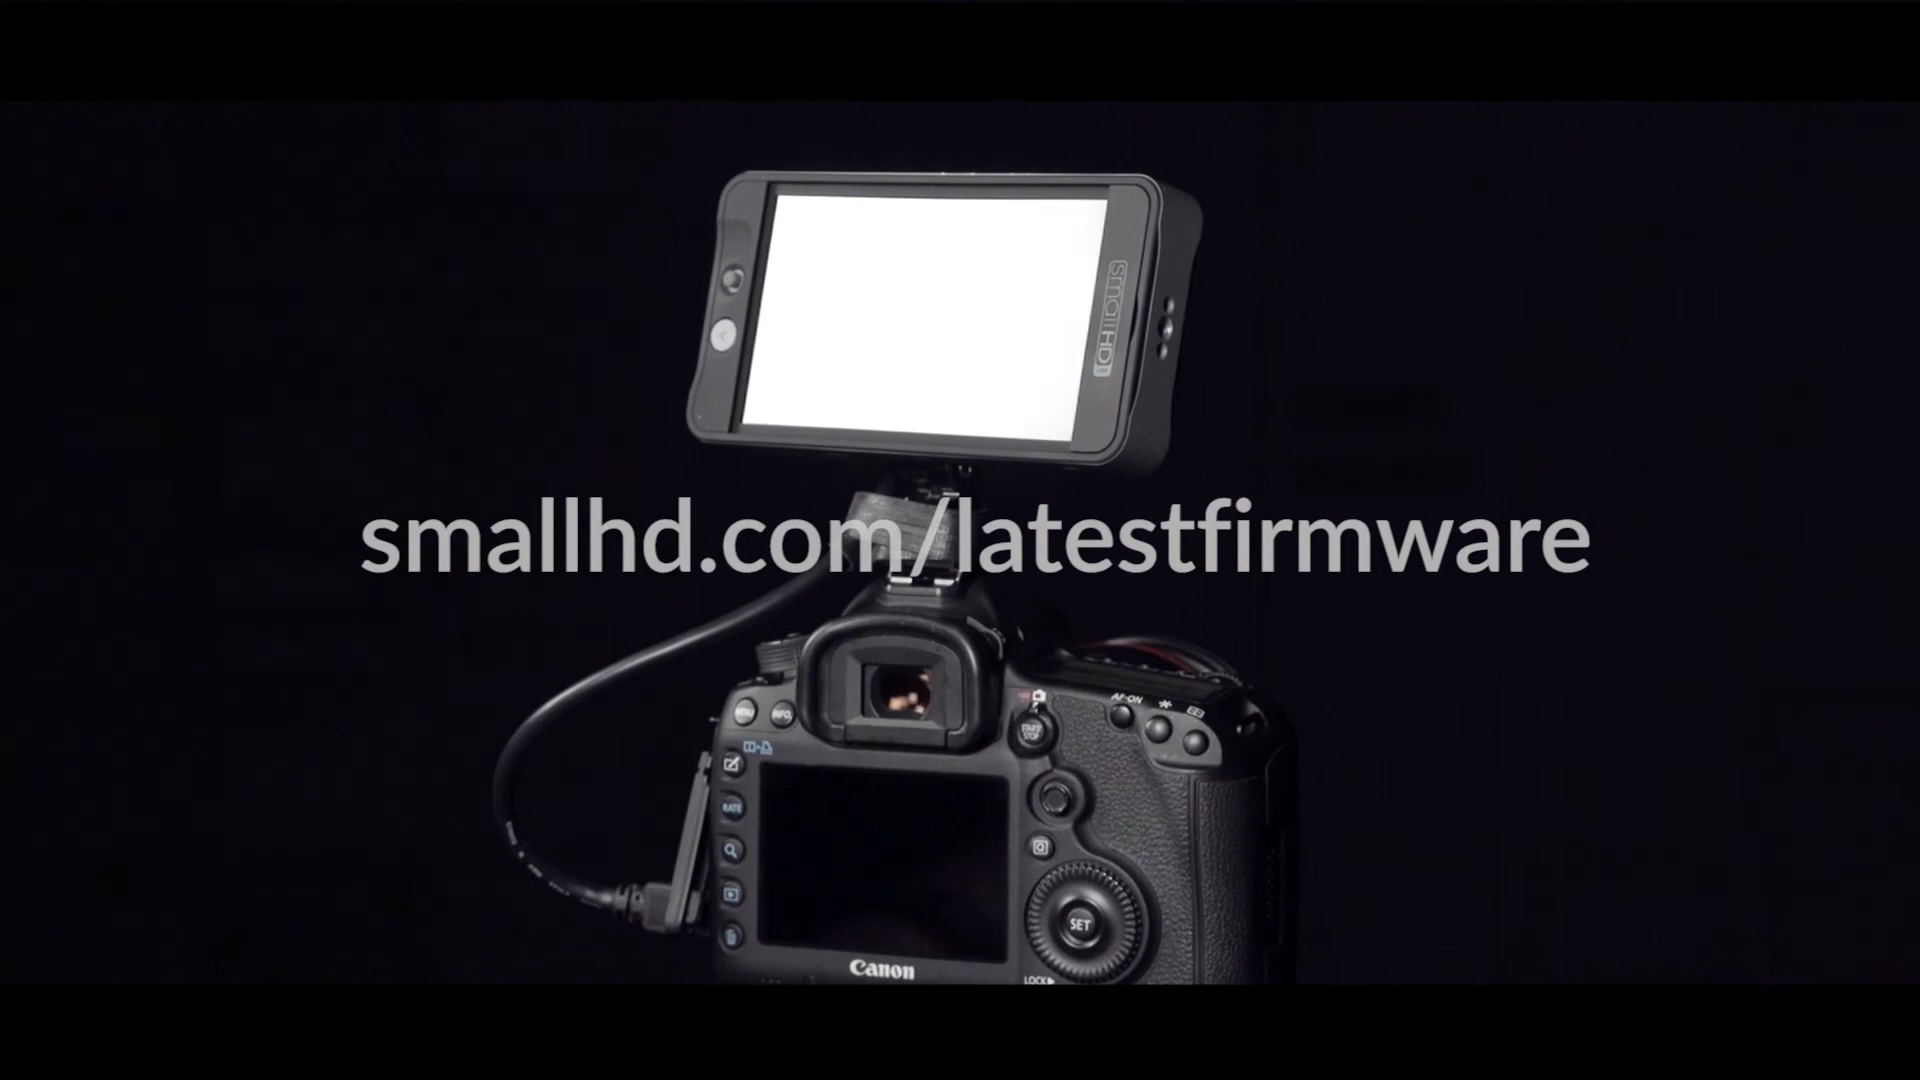 smallHD
smallhd.com/latestfirmware
AF-ON
MENU
INFO.
START/
STOP
RATE
SET
Canon
LOCK▶